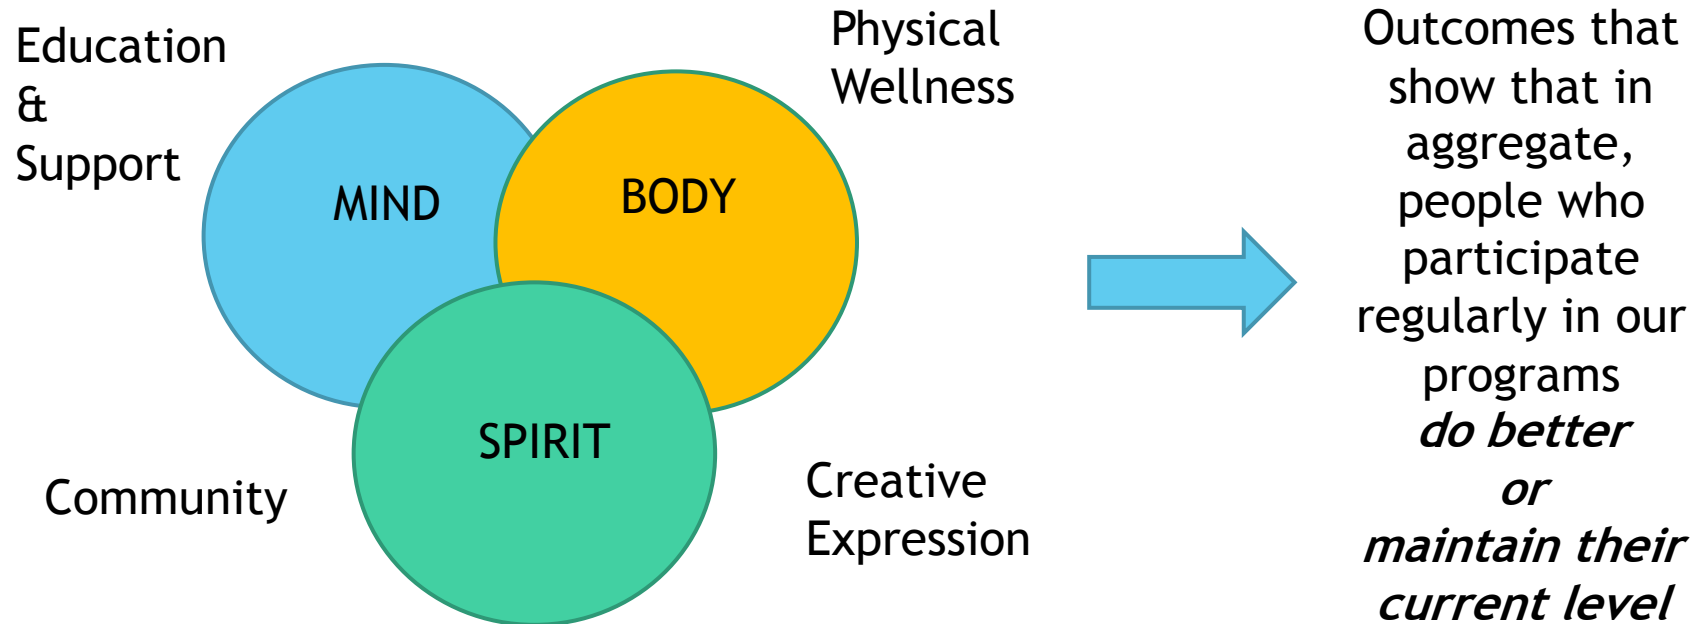 Education
&
Support
Physical
Wellness
MIND
BODY
SPIRIT
Community
Creative
Expression
Outcomes that
show that in
aggregate,
people who
participate
regularly in our
programs
do better
or
maintain their
current level